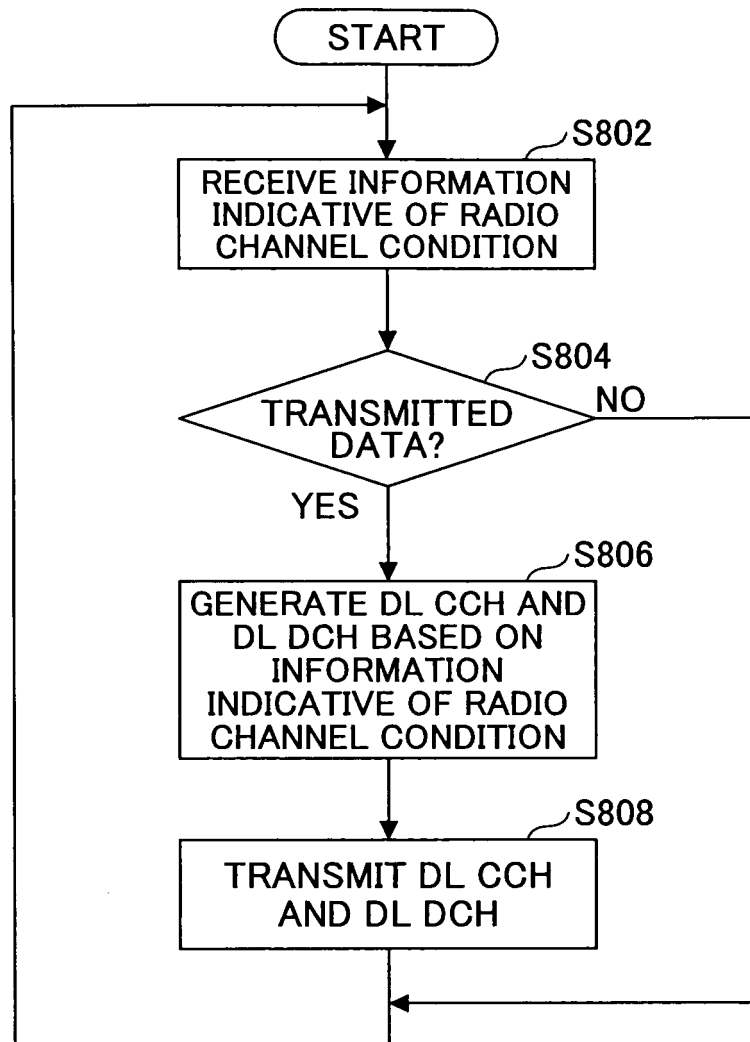 START
S802
RECEIVE INFORMATION
INDICATIVE OF RADIO
CHANNEL CONDITION
S804
TRANSMITTED
DATA?
NO
YES
S806
GENERATE DL CCH AND
DL DCH BASED ON
INFORMATION
INDICATIVE OF RADIO
CHANNEL CONDITION
S808
TRANSMIT DL CCH
AND DL DCH